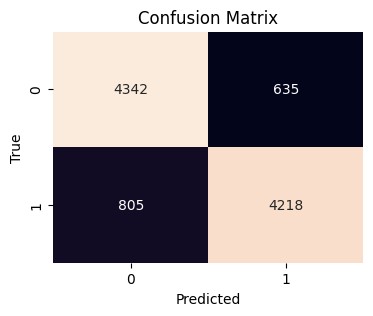 Confusion Matrix
True
0
4342
635
1
805
4218
0
1
Predicted